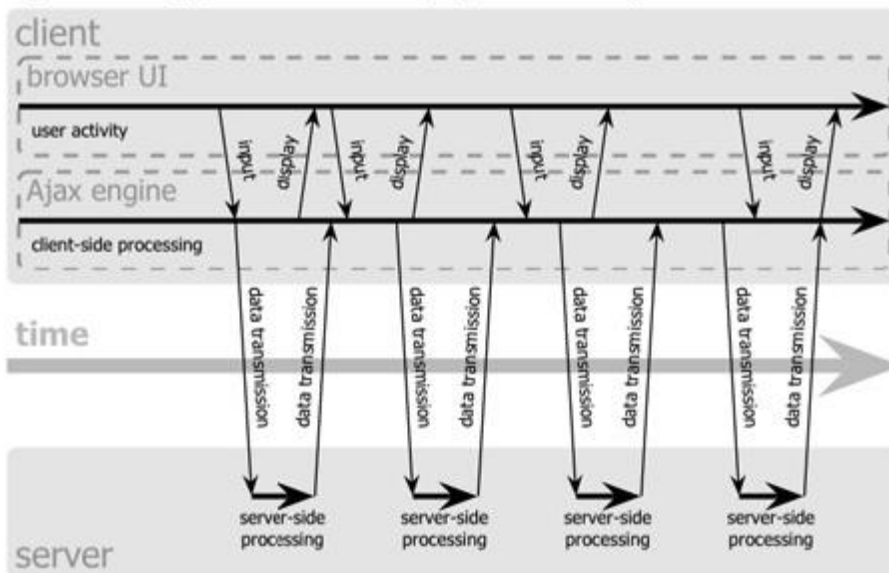 client
browser UI
user activity
input
display
input
display
input
display
input
display
Ajax engine
client-side processing
data transmission
data transmission
data transmission
data transmission
data transmission
data transmission
data transmission
data transmission
time
server-side
processing
server-side
processing
server-side
processing
server-side
processing
server